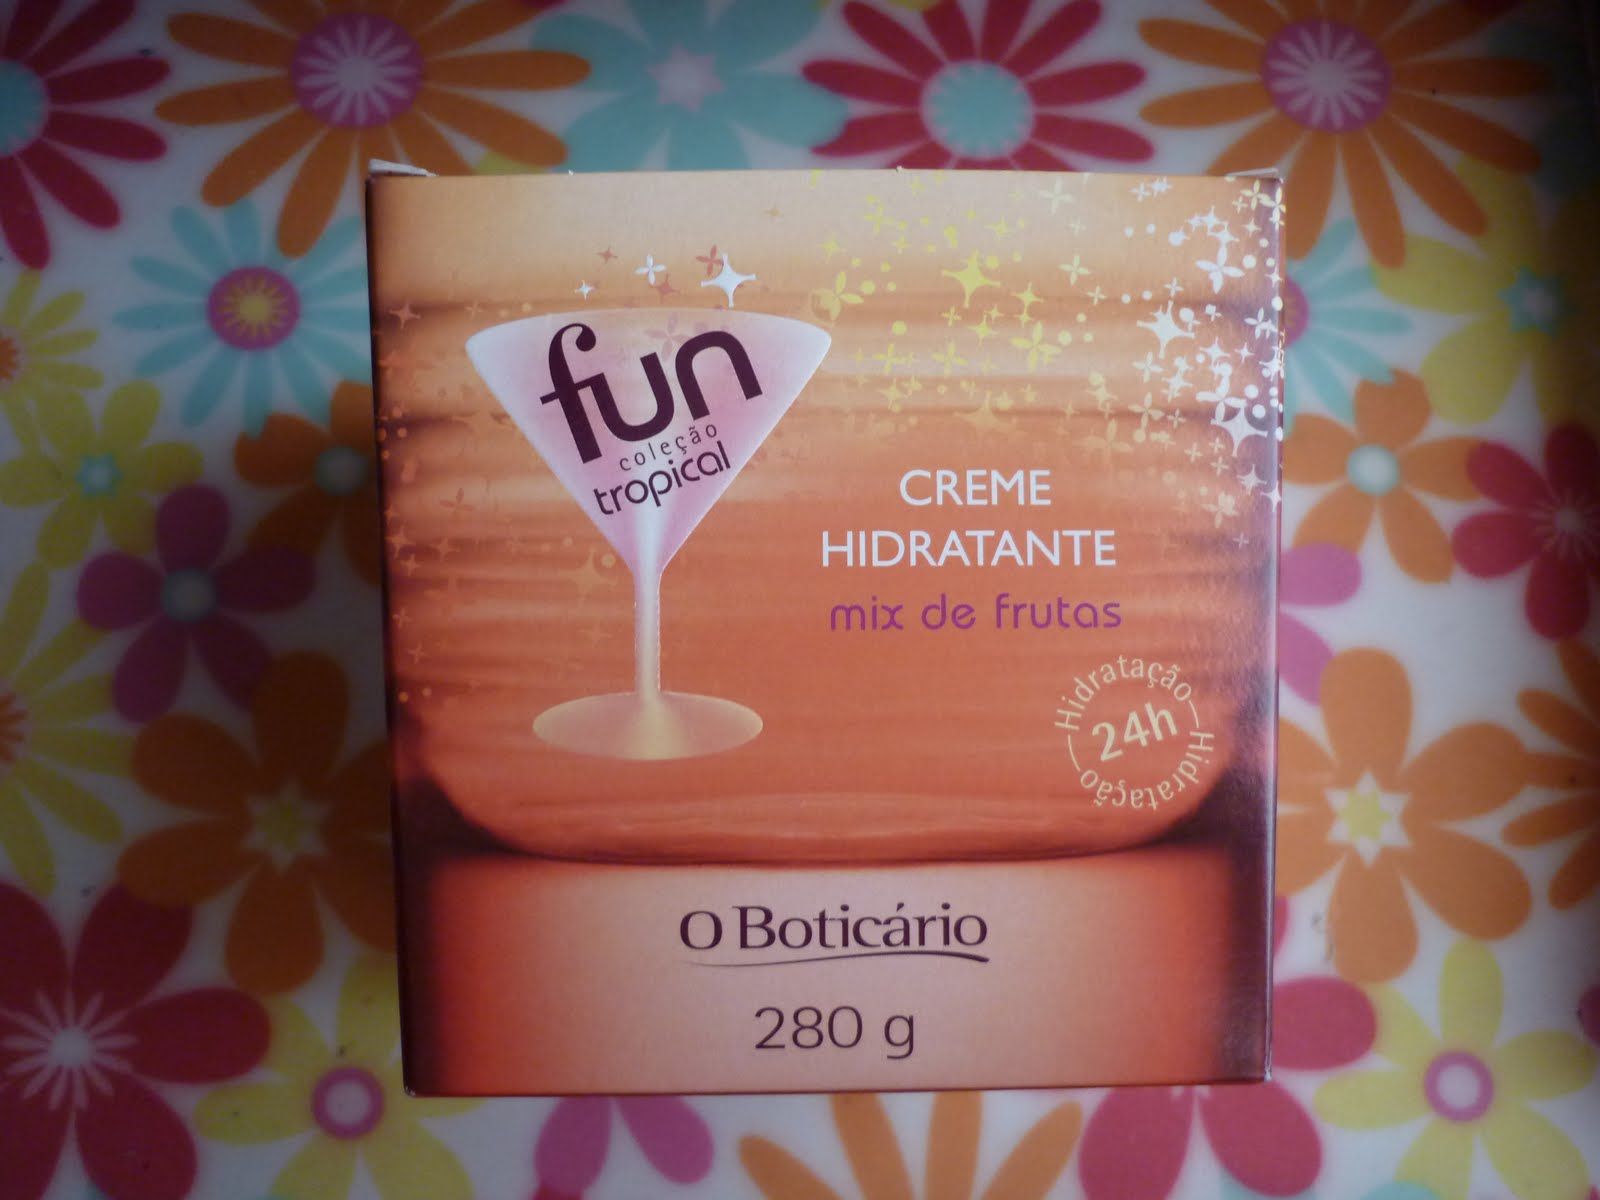 fun
coleção
tropical
CREME
HIDRATANTE
mix de frutas
Hidratação
24h
Hidratação
O BOTICÁRIO
280 g